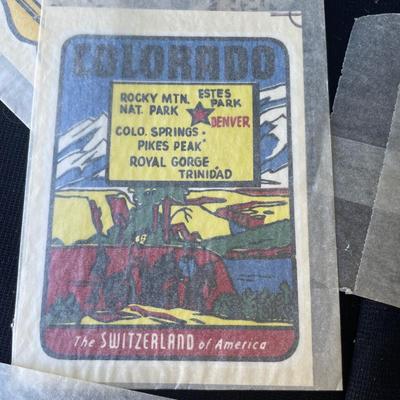 COLORADO
ROCKY MTN. ESTES
NAT. PARK PARK
DENVER
COLO. SPRINGS
PIKES PEAK
ROYAL GORGE
TRINIDAD
The SWITZERLAND of America